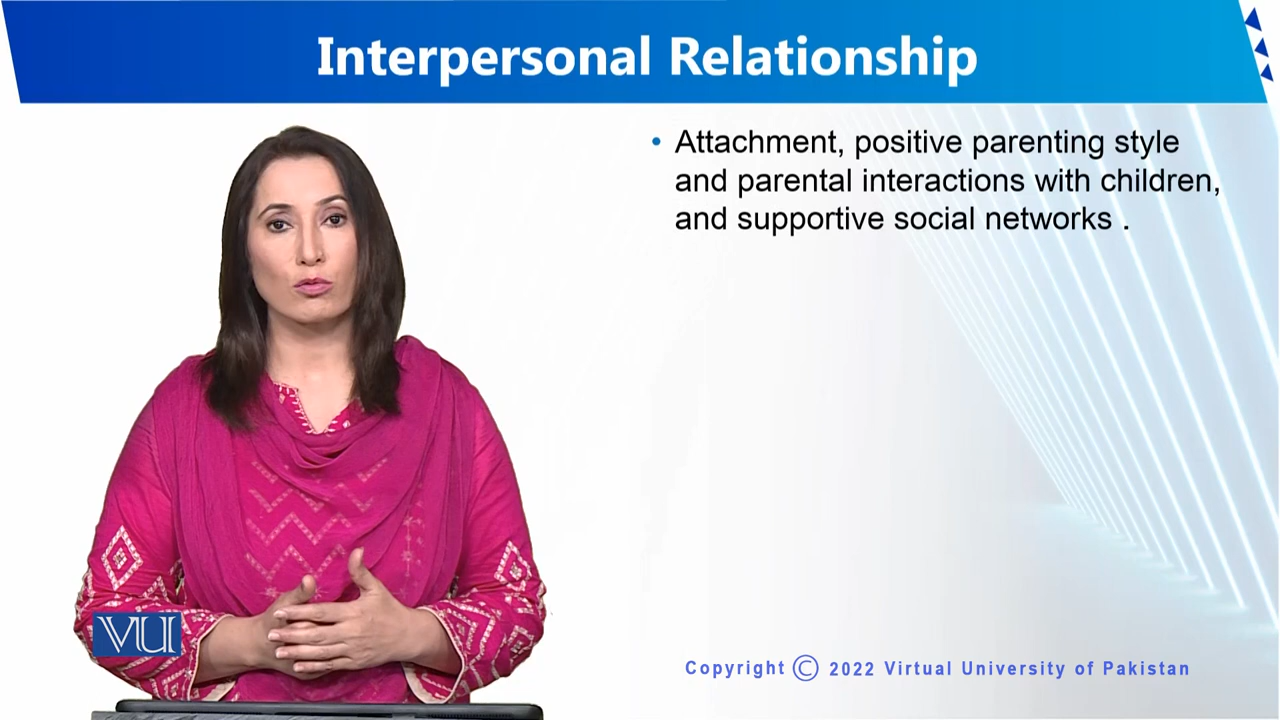 Interpersonal Relationship
• Attachment, positive parenting style
and parental interactions with children,
and supportive social networks .
VU
Copyright © 2022 Virtual University of Pakistan